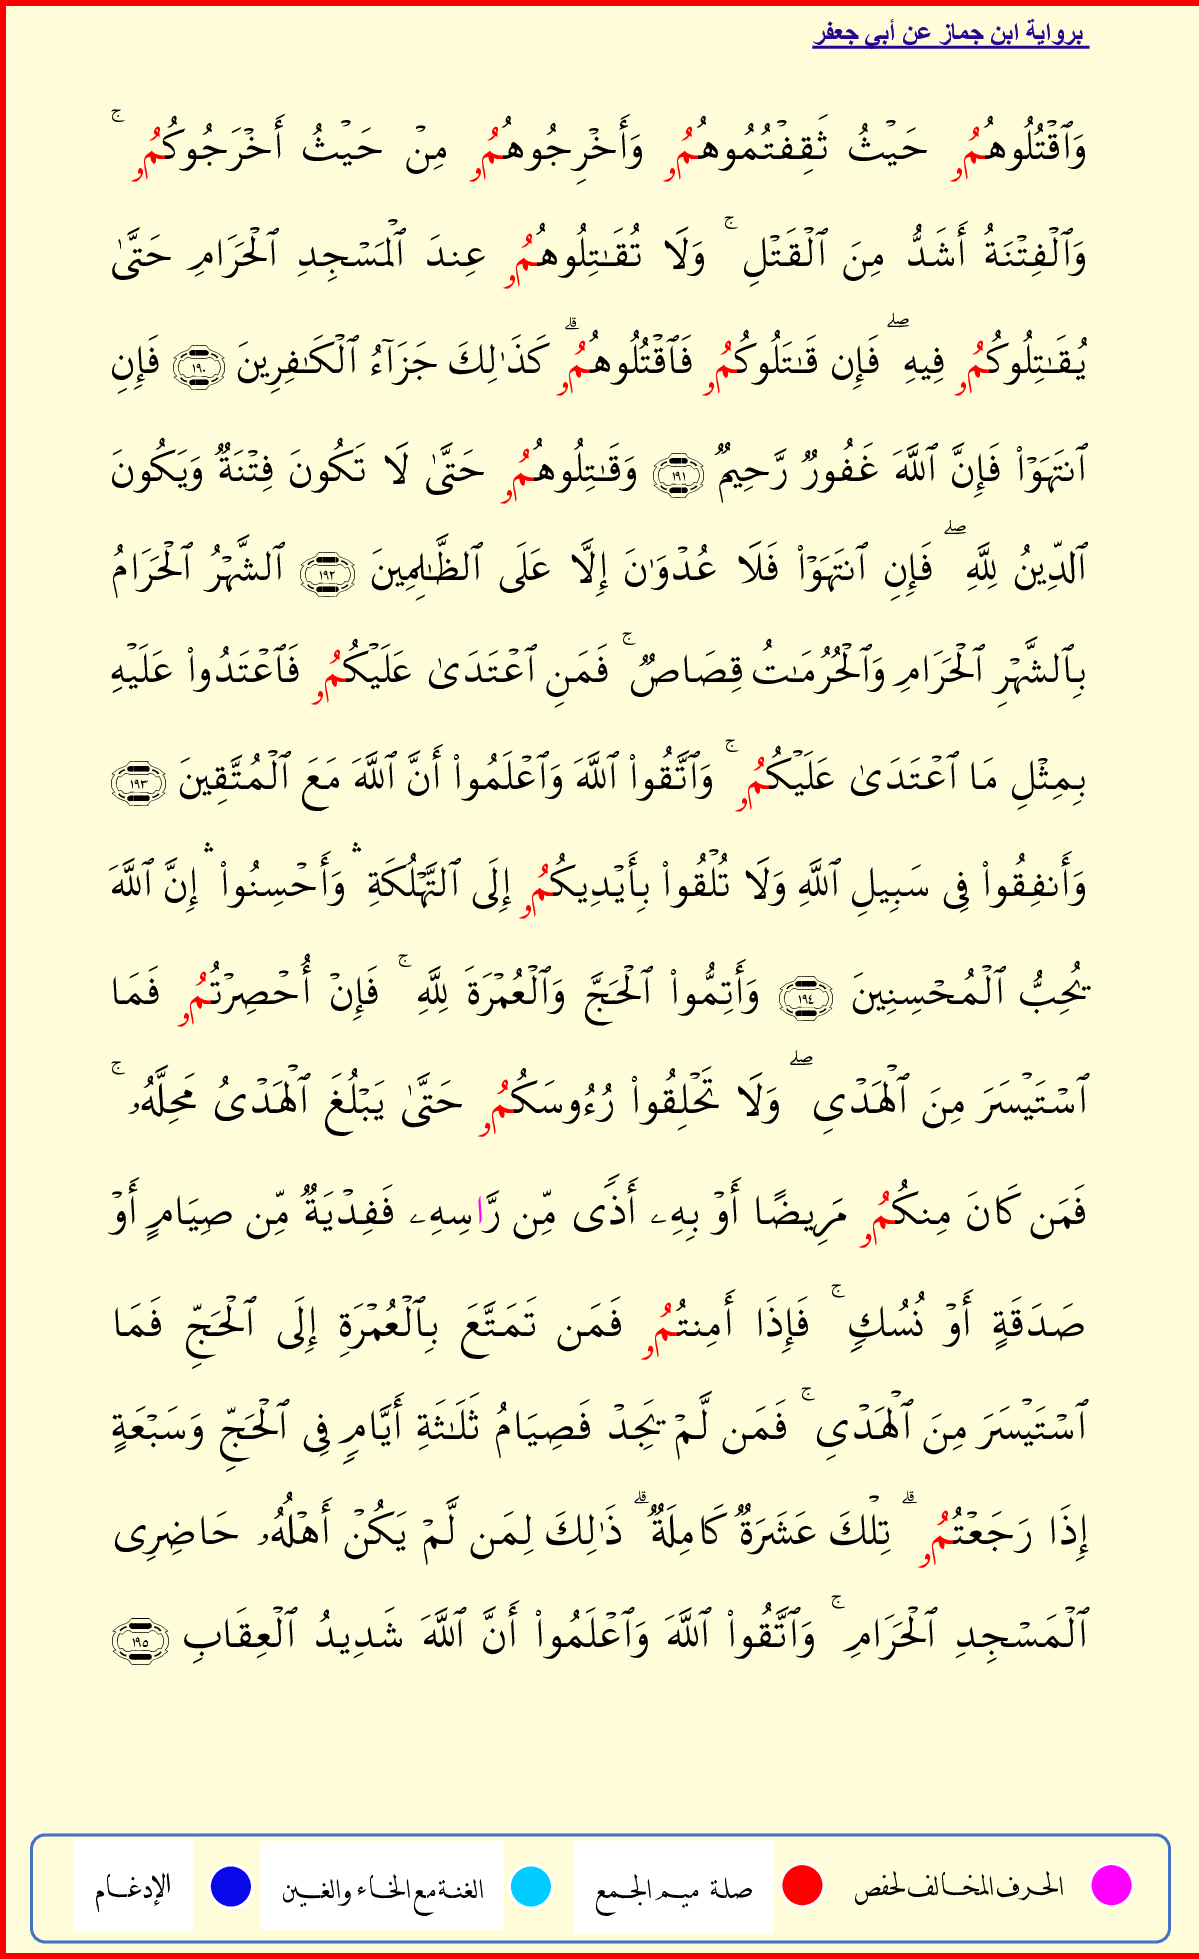 برواية ابن جماز عن أبي جعفر
وَٱقۡتُلُوهُمُۥ حَيۡثُ ثَقِفۡتُمُوهُمُۥ وَأَخۡرِجُوهُمُۥ مِنۡ حَيۡثُ أَخۡرَجُوكُمُۥۚ
وَٱلۡفِتۡنَةُ أَشَدُّ مِنَ ٱلۡقَتۡلِۚ وَلَا تُقَٰتِلُوهُمُۥ عِندَ ٱلۡمَسۡجِدِ ٱلۡحَرَامِ حَتَّىٰ
يُقَٰتِلُوكُمُۥ فِيهِۖ فَإِن قَٰتَلُوكُمُۥ فَٱقۡتُلُوهُمُۥۗ كَذَٰلِكَ جَزَآءُ ٱلۡكَٰفِرِينَ ١٩٠ فَإِنِ
ٱنتَهَوۡاْ فَإِنَّ ٱللَّهَ غَفُورٞ رَّحِيمٞ ١٩١ وَقَٰتِلُوهُمُۥ حَتَّىٰ لَا تَكُونَ فِتۡنَةٞ وَيَكُونَ
ٱلدِّينُ لِلَّهِۖ فَإِنِ ٱنتَهَوۡاْ فَلَا عُدۡوَٰنَ إِلَّا عَلَى ٱلظَّٰلِمِينَ ١٩٢ ٱلشَّهۡرُ ٱلۡحَرَامُ
بِٱلشَّهۡرِ ٱلۡحَرَامِ وَٱلۡحُرُمَٰتُ قِصَاصٞۚ فَمَنِ ٱعۡتَدَىٰ عَلَيۡكُمُۥ فَٱعۡتَدُواْ عَلَيۡهِ
بِمِثۡلِ مَا ٱعۡتَدَىٰ عَلَيۡكُمُۥۚ وَٱتَّقُواْ ٱللَّهَ وَٱعۡلَمُواْ أَنَّ ٱللَّهَ مَعَ ٱلۡمُتَّقِينَ ١٩٣
وَأَنفِقُواْ فِي سَبِيلِ ٱللَّهِ وَلَا تُلۡقُواْ بِأَيۡدِيكُمُۥ إِلَى ٱلتَّهۡلُكَةِۛ وَأَحۡسِنُواْۛ إِنَّ ٱللَّهَ
يُحِبُّ ٱلۡمُحۡسِنِينَ ١٩٤ وَأَتِمُّواْ ٱلۡحَجَّ وَٱلۡعُمۡرَةَ لِلَّهِۚ فَإِنۡ أُحۡصِرۡتُمُۥ فَمَا
ٱسۡتَيۡسَرَ مِنَ ٱلۡهَدۡيِۖ وَلَا تَحۡلِقُواْ رُءُوسَكُمُۥ حَتَّىٰ يَبۡلُغَ ٱلۡهَدۡيُ مَحِلَّهُۥۚ
فَمَن كَانَ مِنكُمُۥ مَرِيضًا أَوۡ بِهِۦ أَذٗى مِّن رَّاسِهِۦ فَفِدۡيَةٞ مِّن صِيَامٍ أَوۡ
صَدَقَةٍ أَوۡ نُسُكٖۚ فَإِذَا أَمِنتُمُۥ فَمَن تَمَتَّعَ بِٱلۡعُمۡرَةِ إِلَى ٱلۡحَجِّ فَمَا
ٱسۡتَيۡسَرَ مِنَ ٱلۡهَدۡيِۚ فَمَن لَّمۡ يَجِدۡ فَصِيَامُ ثَلَٰثَةِ أَيَّامٖ فِي ٱلۡحَجِّ وَسَبۡعَةٍ
إِذَا رَجَعۡتُمُۥۗ تِلۡكَ عَشَرَةٞ كَامِلَةٞۗ ذَٰلِكَ لِمَن لَّمۡ يَكُنۡ أَهۡلُهُۥ حَاضِرِي
ٱلۡمَسۡجِدِ ٱلۡحَرَامِۚ وَٱتَّقُواْ ٱللَّهَ وَٱعۡلَمُواْ أَنَّ ٱللَّهَ شَدِيدُ ٱلۡعِقَابِ ١٩٥
الحرف المخالف لحفص صلة ميم الجمع الغنة مع الخاء والغين الإدغام